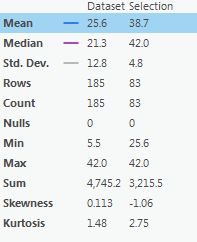 Dataset Selection
Mean 25.6 38.7
Median 21.3 42.0
Std. Dev. 12.8 4.8
Rows 185 83
Count 185 83
Nulls 0 0
Min 5.5 25.6
Max 42.0 42.0
Sum 4,745.2 3,215.5
Skewness 0.113 -1.06
Kurtosis 1.48 2.75